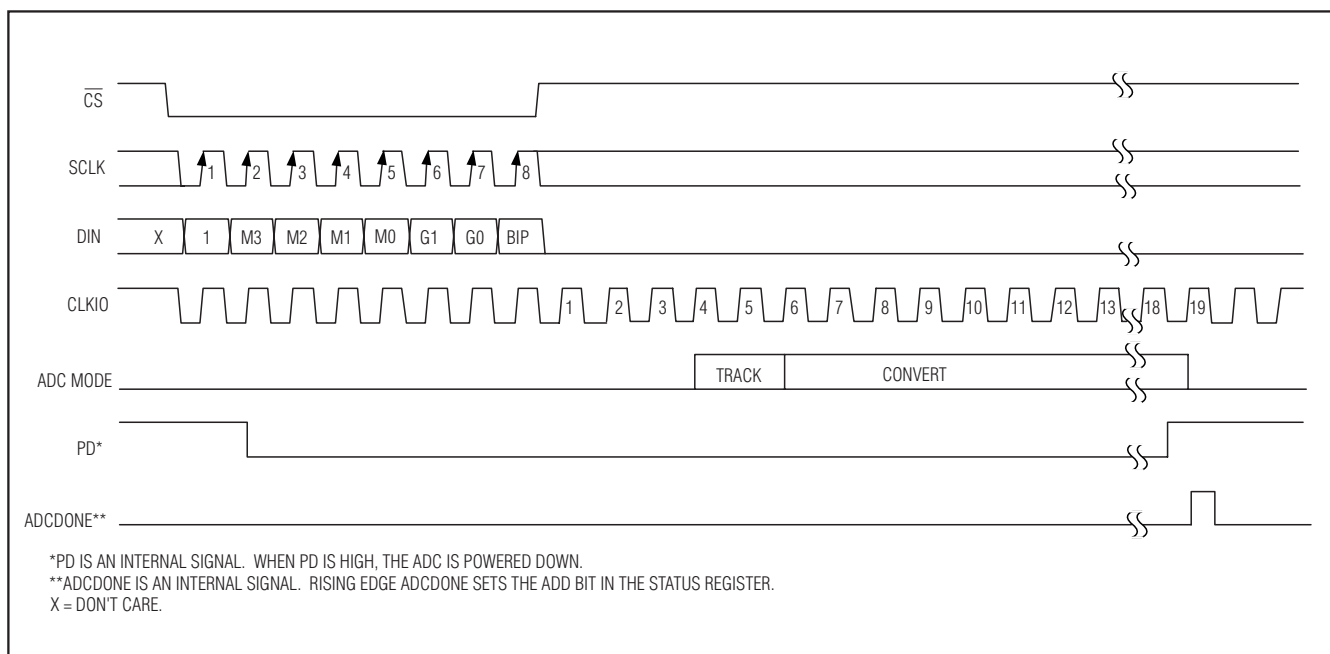 CS
SCLK
1 2 3 4 5 6 7 8
DIN
X 1 M3 M2 M1 M0 G1 G0 BIP
CLKIO
1 2 3 4 5 6 7 8 9 10 11 12 13 18 19
ADC MODE
TRACK CONVERT
PD*
ADCDONE**
*PD IS AN INTERNAL SIGNAL. WHEN PD IS HIGH, THE ADC IS POWERED DOWN.
**ADCDONE IS AN INTERNAL SIGNAL. RISING EDGE ADCDONE SETS THE ADD BIT IN THE STATUS REGISTER.
X = DON'T CARE.